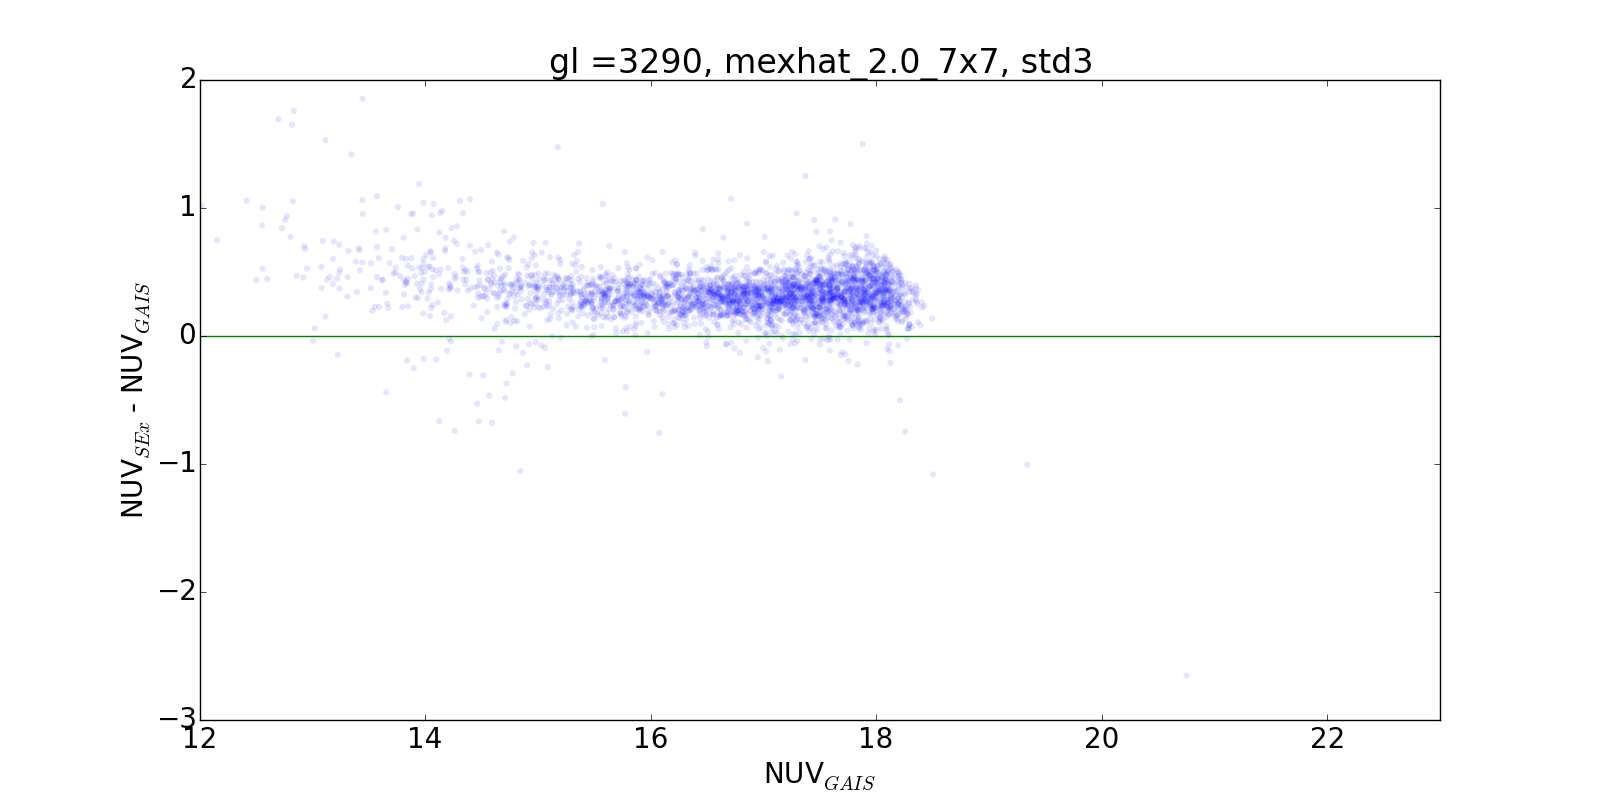 gl =3290, mexhat_2.0_7x7, std3
2
1
0
−1
−2
−3
NUV_SEx - NUV_GAIS
12 14 16 18 20 22
NUV_GAIS